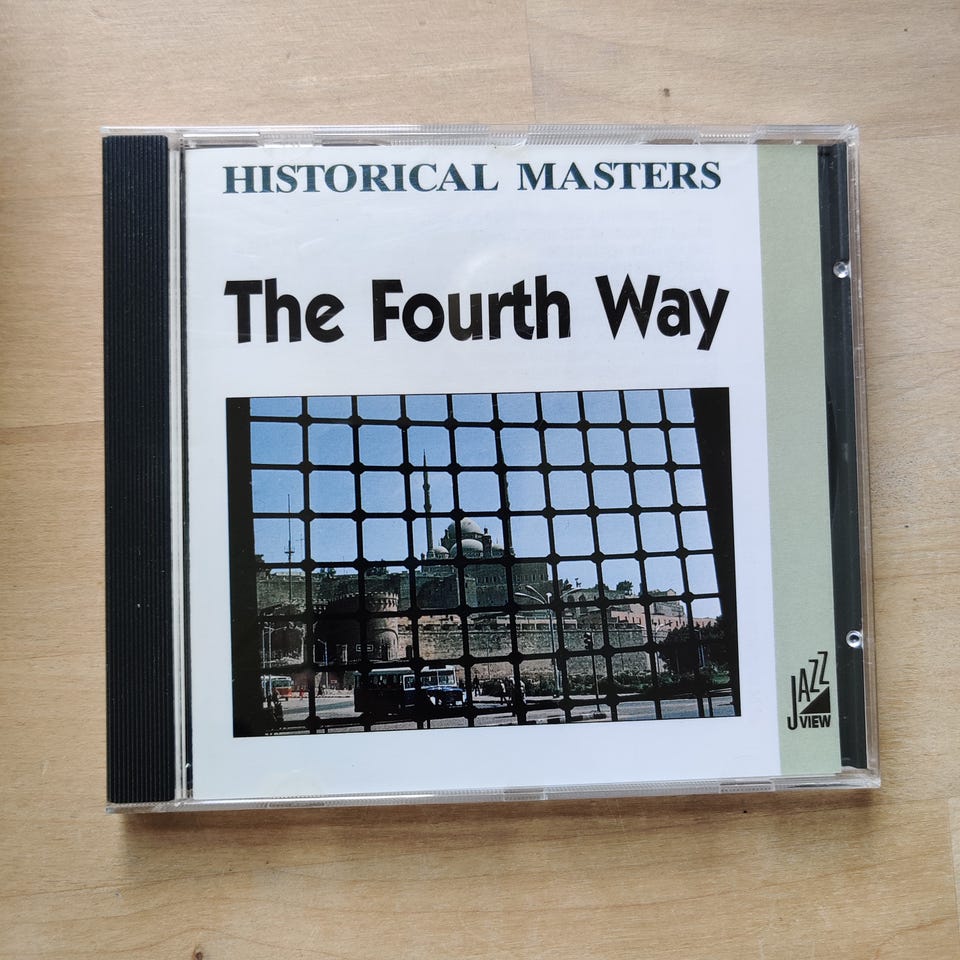 HISTORICAL MASTERS
The Fourth Way
JAZZ
VIEW